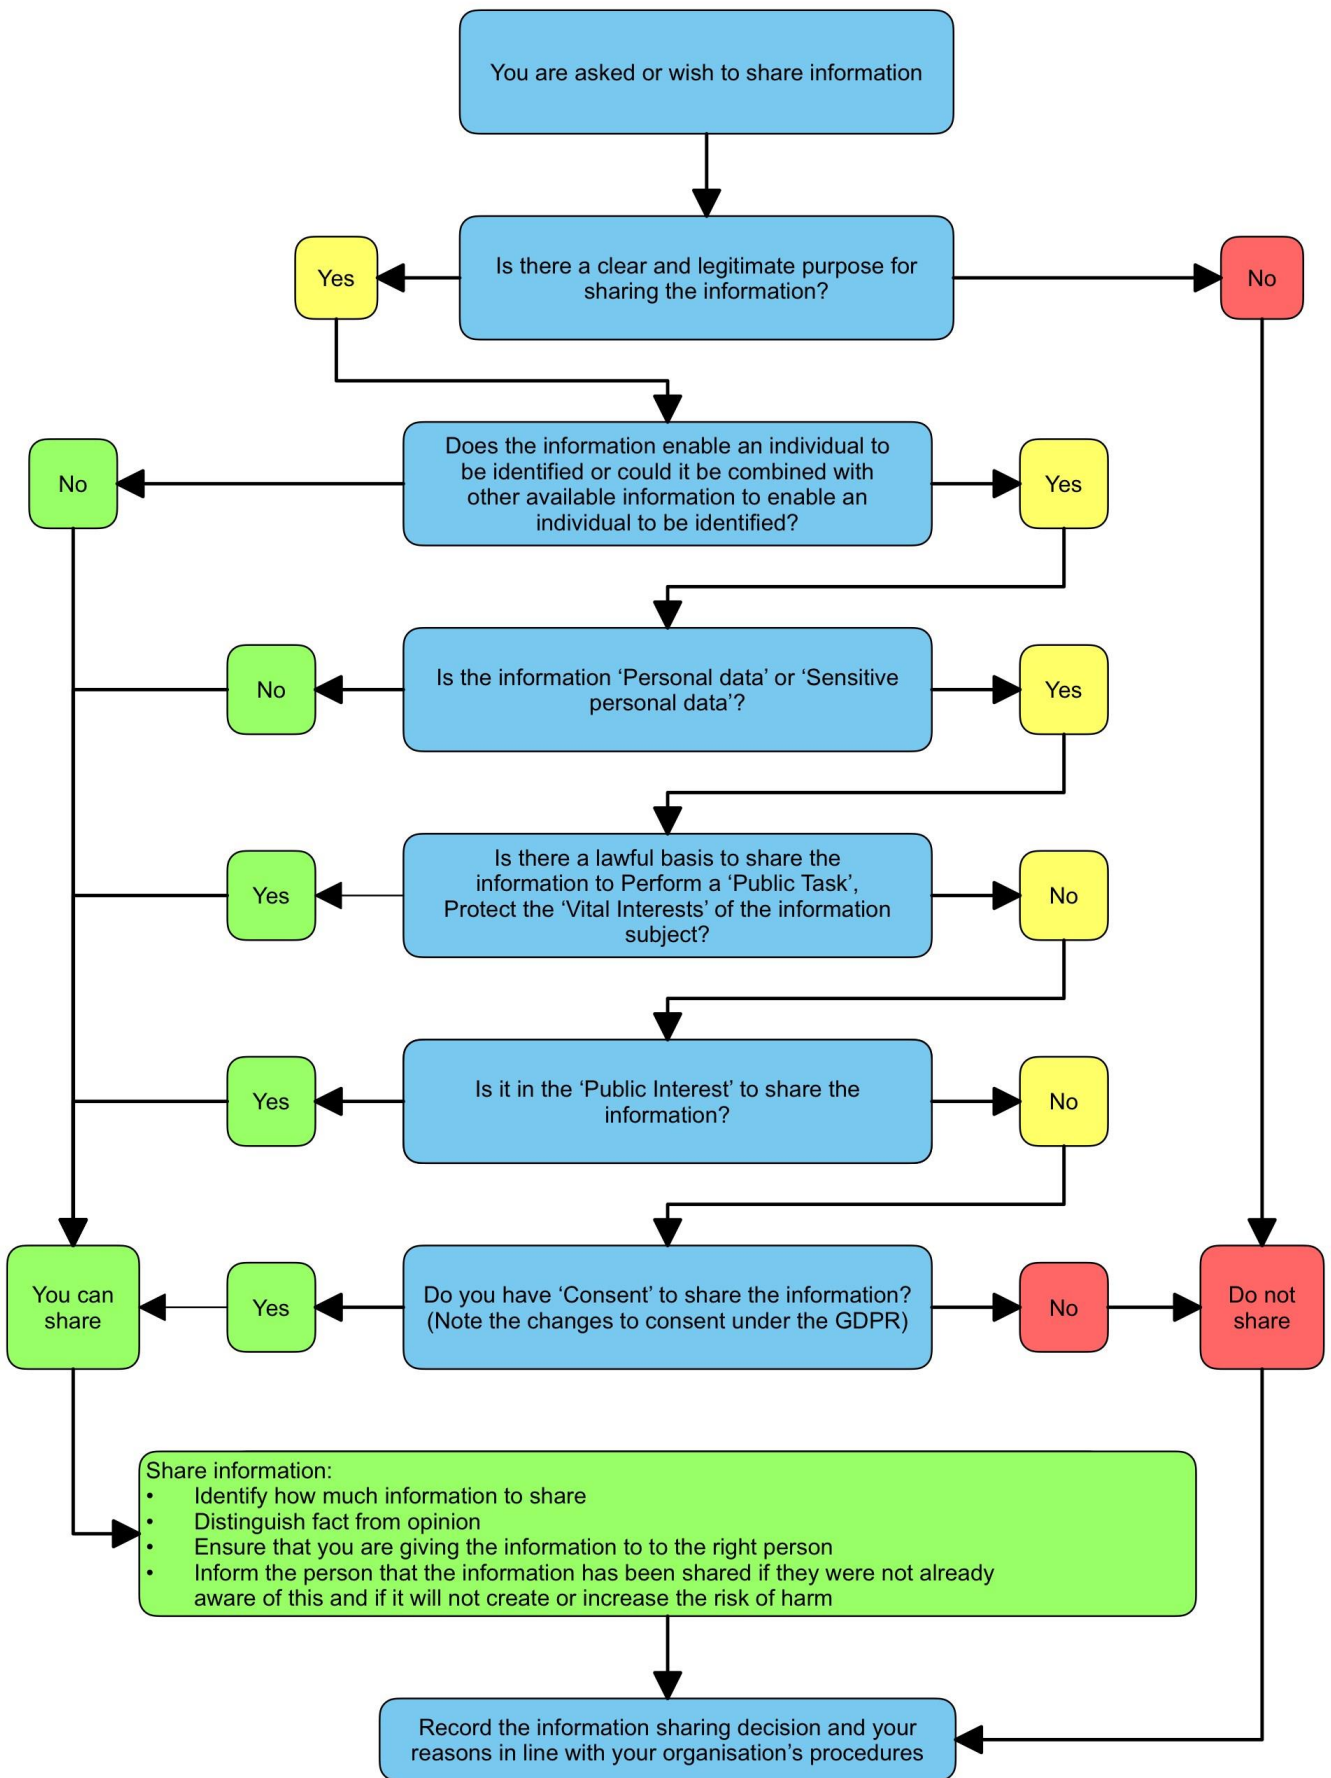 You are asked or wish to share information
Is there a clear and legitimate purpose for
sharing the information?
Yes
No
Does the information enable an individual to
be identified or could it be combined with
other available information to enable an
individual to be identified?
No
Yes
Is the information ‘Personal data’ or ‘Sensitive
personal data’?
No
Yes
Is there a lawful basis to share the
information to Perform a ‘Public Task’,
Protect the ‘Vital Interests’ of the information
subject?
Yes
No
Is it in the ‘Public Interest’ to share the
information?
Yes
No
Do you have ‘Consent’ to share the information?
(Note the changes to consent under the GDPR)
Yes
No
You can
share
Do not
share
Share information:
• Identify how much information to share
• Distinguish fact from opinion
• Ensure that you are giving the information to to the right person
• Inform the person that the information has been shared if they were not already
aware of this and if it will not create or increase the risk of harm
Record the information sharing decision and your
reasons in line with your organisation’s procedures